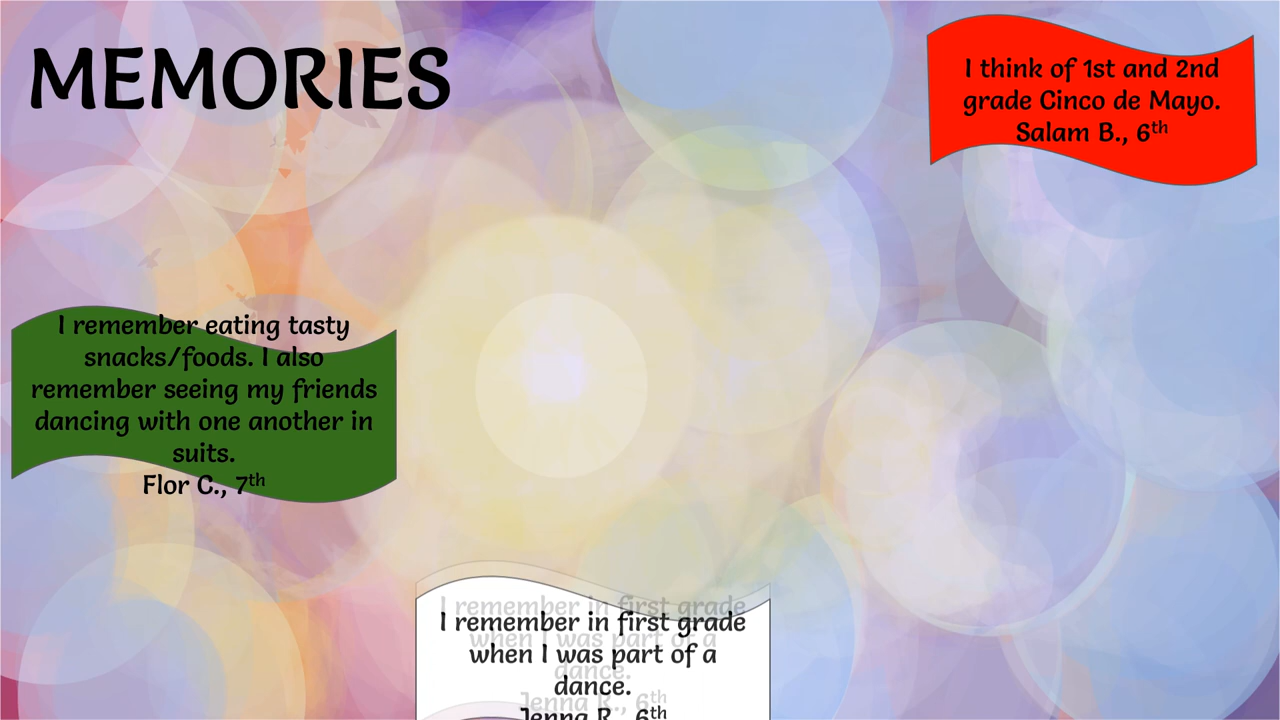 MEMORIES
I think of 1st and 2nd
grade Cinco de Mayo.
Salam B., 6th
I remember eating tasty
snacks/foods. I also
remember seeing my friends
dancing with one another in
suits.
Flor C., 7th
I remember in first grade
when I was part of a
dance.
Jenna R., 6th